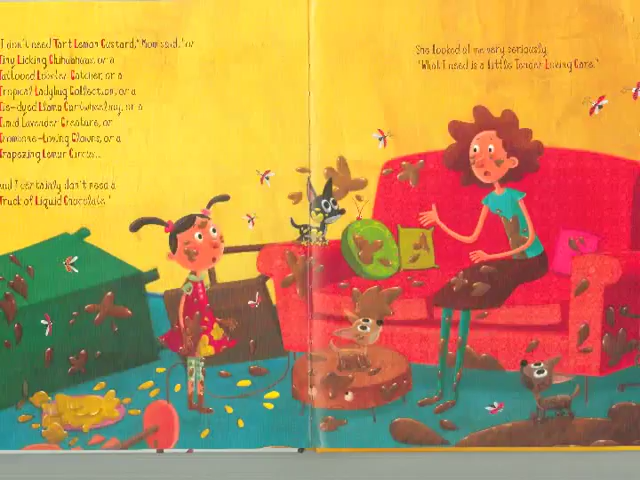 "I don't need Tart Lemon Custard," Mom said, "or
Tiny Licking Chihuahuas, or a
Tattooed Lobster Catcher, or a
Tropical Ladybug Collection, or a
Tie-dyed Llama Cartwheeling, or a
Timid Lavender Creature, or
Trombone-Loving Clowns, or a
Trapezing Lemur Circus...
and I certainly don't need a
Truck of Liquid Chocolate."
She looked at me very seriously.
"What I need is a little Tender Loving Care."